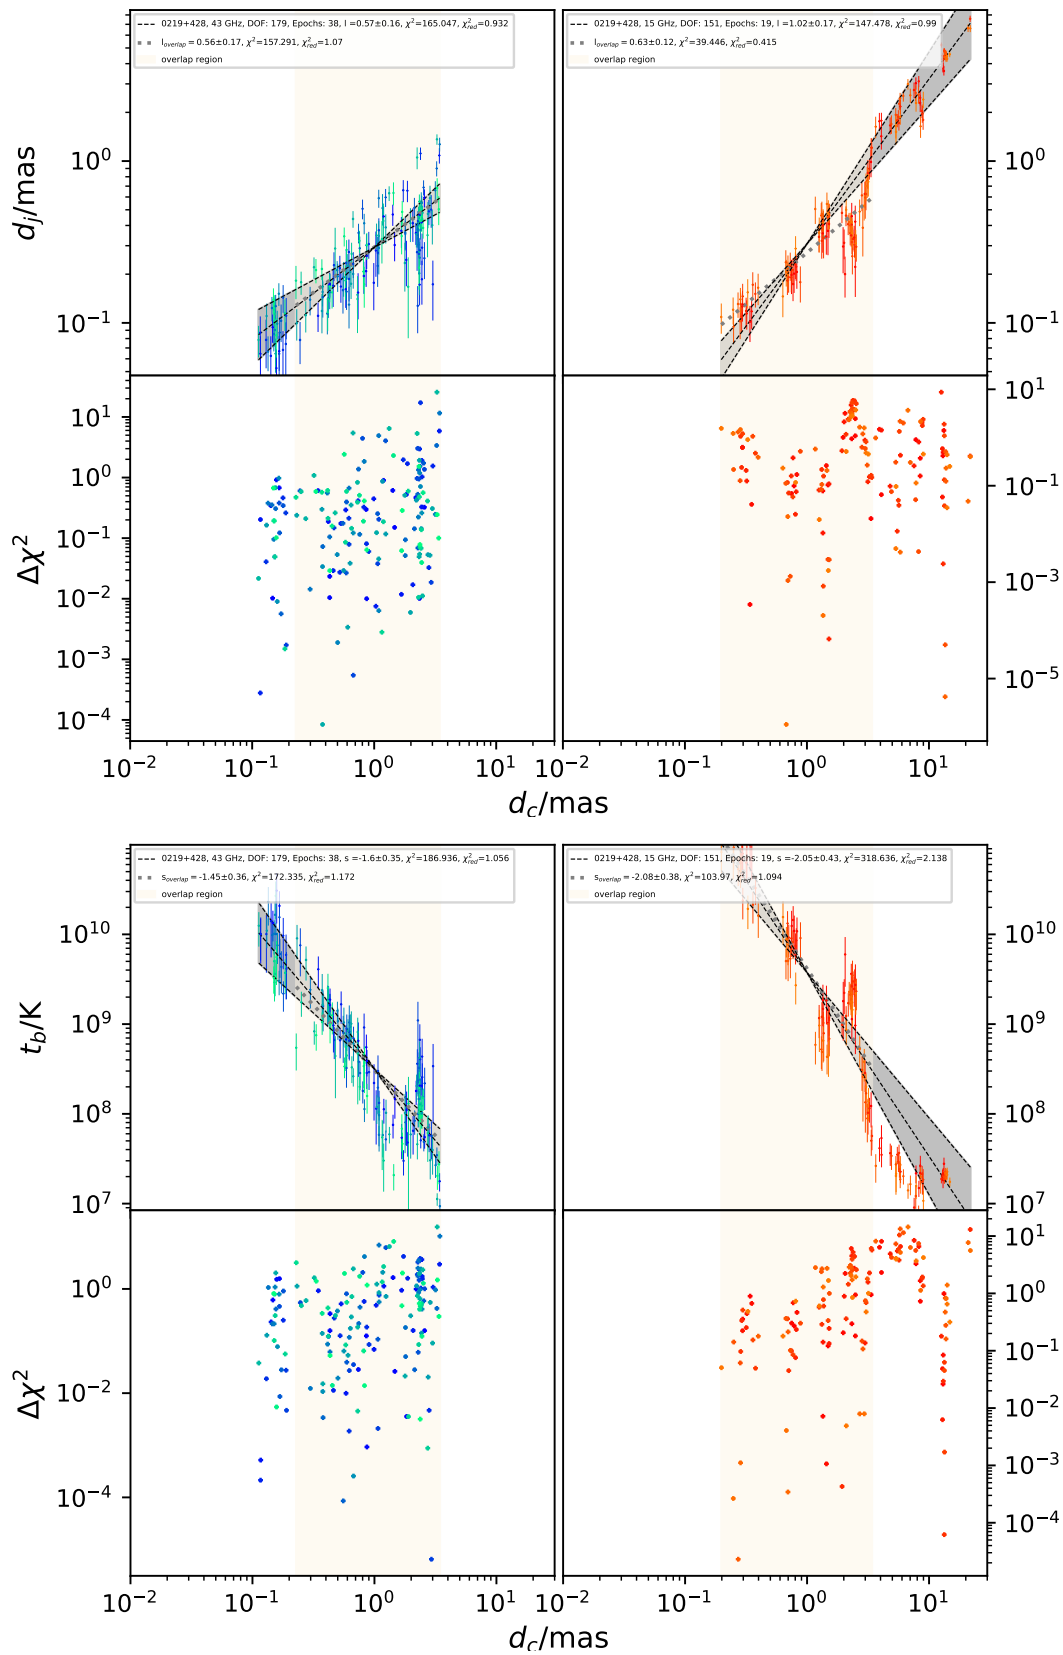 0219+428, 43 GHz, DOF: 179, Epochs: 38, l =0.57±0.16, χ²=165.047, χ²red=0.932
loverlap = 0.56±0.17, χ²=157.291, χ²red=1.07
overlap region
0219+428, 15 GHz, DOF: 151, Epochs: 19, l =1.02±0.17, χ²=147.478, χ²red=0.99
loverlap = 0.63±0.12, χ²=39.446, χ²red=0.415
overlap region
10⁰
10⁻¹
dj/mas
10⁰
10⁻¹
10¹
10⁰
10⁻¹
10⁻²
10⁻³
10⁻⁴
Δχ²
10¹
10⁻¹
10⁻³
10⁻⁵
10⁻² 10⁻¹ 10⁰ 10¹ 10⁻¹ 10⁰ 10¹
dc/mas
0219+428, 43 GHz, DOF: 179, Epochs: 38, s =-1.6±0.35, χ²=186.936, χ²red=1.056
soverlap = -1.45±0.36, χ²=172.335, χ²red=1.172
overlap region
0219+428, 15 GHz, DOF: 151, Epochs: 19, s =-2.05±0.43, χ²=318.636, χ²red=2.138
soverlap = -2.08±0.38, χ²=103.97, χ²red=1.094
overlap region
10¹⁰
10⁹
10⁸
10⁷
tb/K
10¹⁰
10⁹
10⁸
10⁷
10⁰
10⁻²
10⁻⁴
Δχ²
10¹
10⁰
10⁻¹
10⁻²
10⁻³
10⁻⁴
10⁻² 10⁻¹ 10⁰ 10¹ 10⁻¹ 10⁰ 10¹
dc/mas